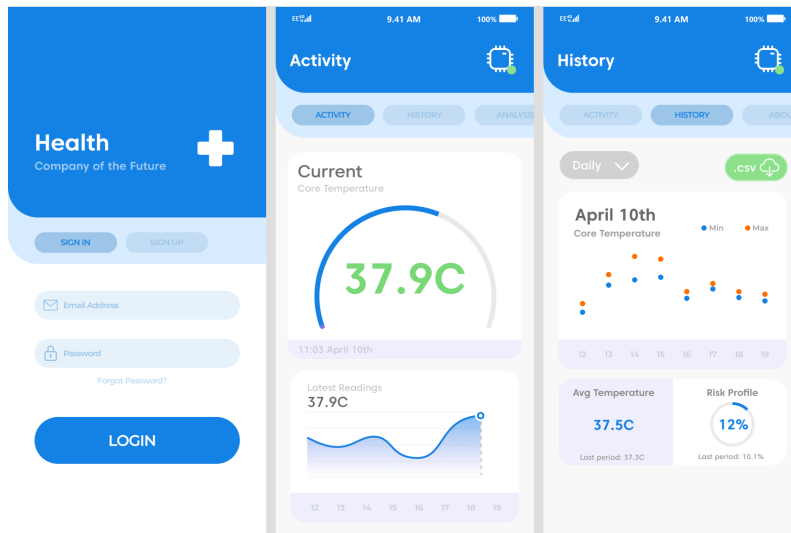 Health
Company of the Future
SIGN IN
SIGN UP
Email Address
Password
Forgot Password?
LOGIN
9.41 AM
100%
Activity
ACTIVITY
HISTORY
ANALYSIS
Current
Core Temperature
37.9C
11:03 April 10th
Latest Readings
37.9C
12 13 14 15 16 17 18 19
9.41 AM
100%
History
ACTIVITY
HISTORY
ABOU
Daily
.csv
April 10th
Core Temperature
Min
Max
12 13 14 15 16 17 18 19
Avg Temperature
37.5C
Last period: 37.3C
Risk Profile
12%
Last period: 10.1%